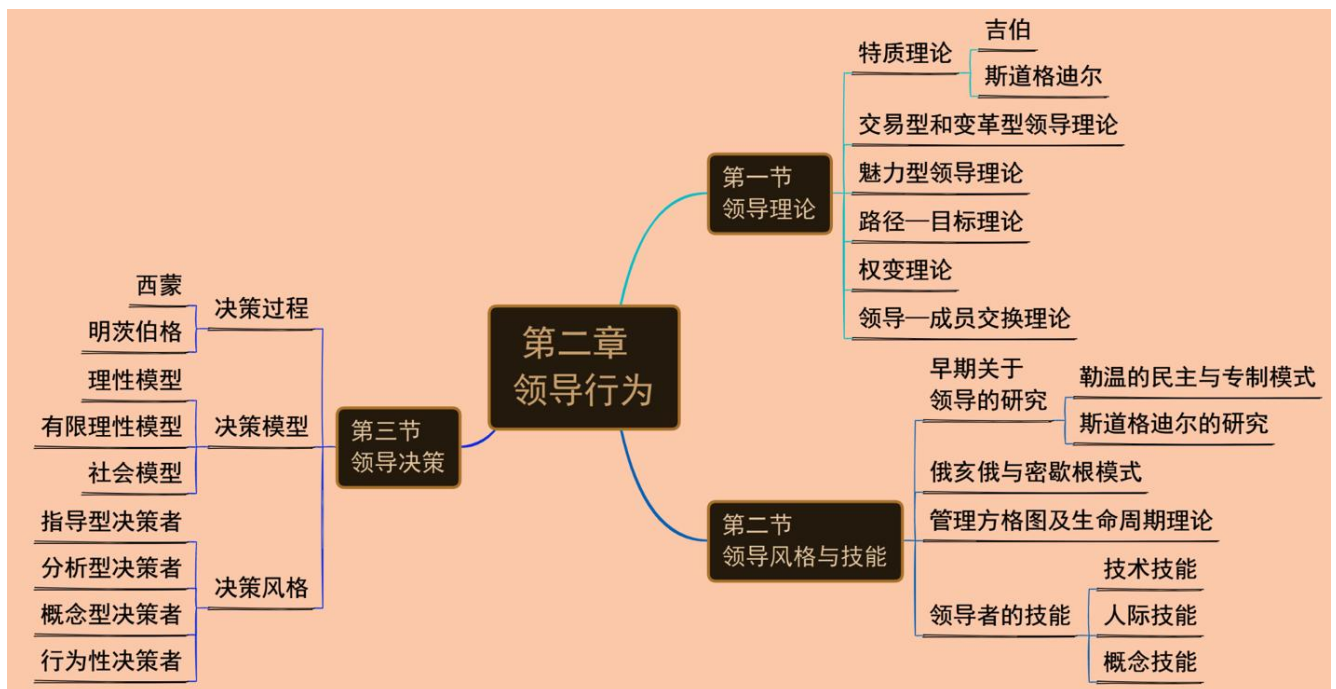 第二章
领导行为
第一节
领导理论
特质理论
吉伯
斯道格迪尔
交易型和变革型领导理论
魅力型领导理论
路径—目标理论
权变理论
领导—成员交换理论
第二节
领导风格与技能
早期关于
领导的研究
勒温的民主与专制模式
斯道格迪尔的研究
俄亥俄与密歇根模式
管理方格图及生命周期理论
领导者的技能
技术技能
人际技能
概念技能
第三节
领导决策
决策过程
西蒙
明茨伯格
决策模型
理性模型
有限理性模型
社会模型
决策风格
指导型决策者
分析型决策者
概念型决策者
行为性决策者